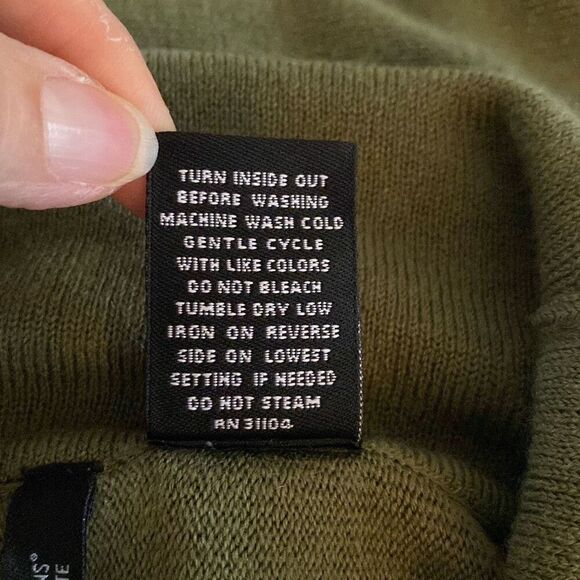 TURN INSIDE OUT
BEFORE WASHING
MACHINE WASH COLD
GENTLE CYCLE
WITH LIKE COLORS
DO NOT BLEACH
TUMBLE DRY LOW
IRON ON REVERSE
SIDE ON LOWEST
SETTING IF NEEDED
DO NOT STEAM
RN 31104